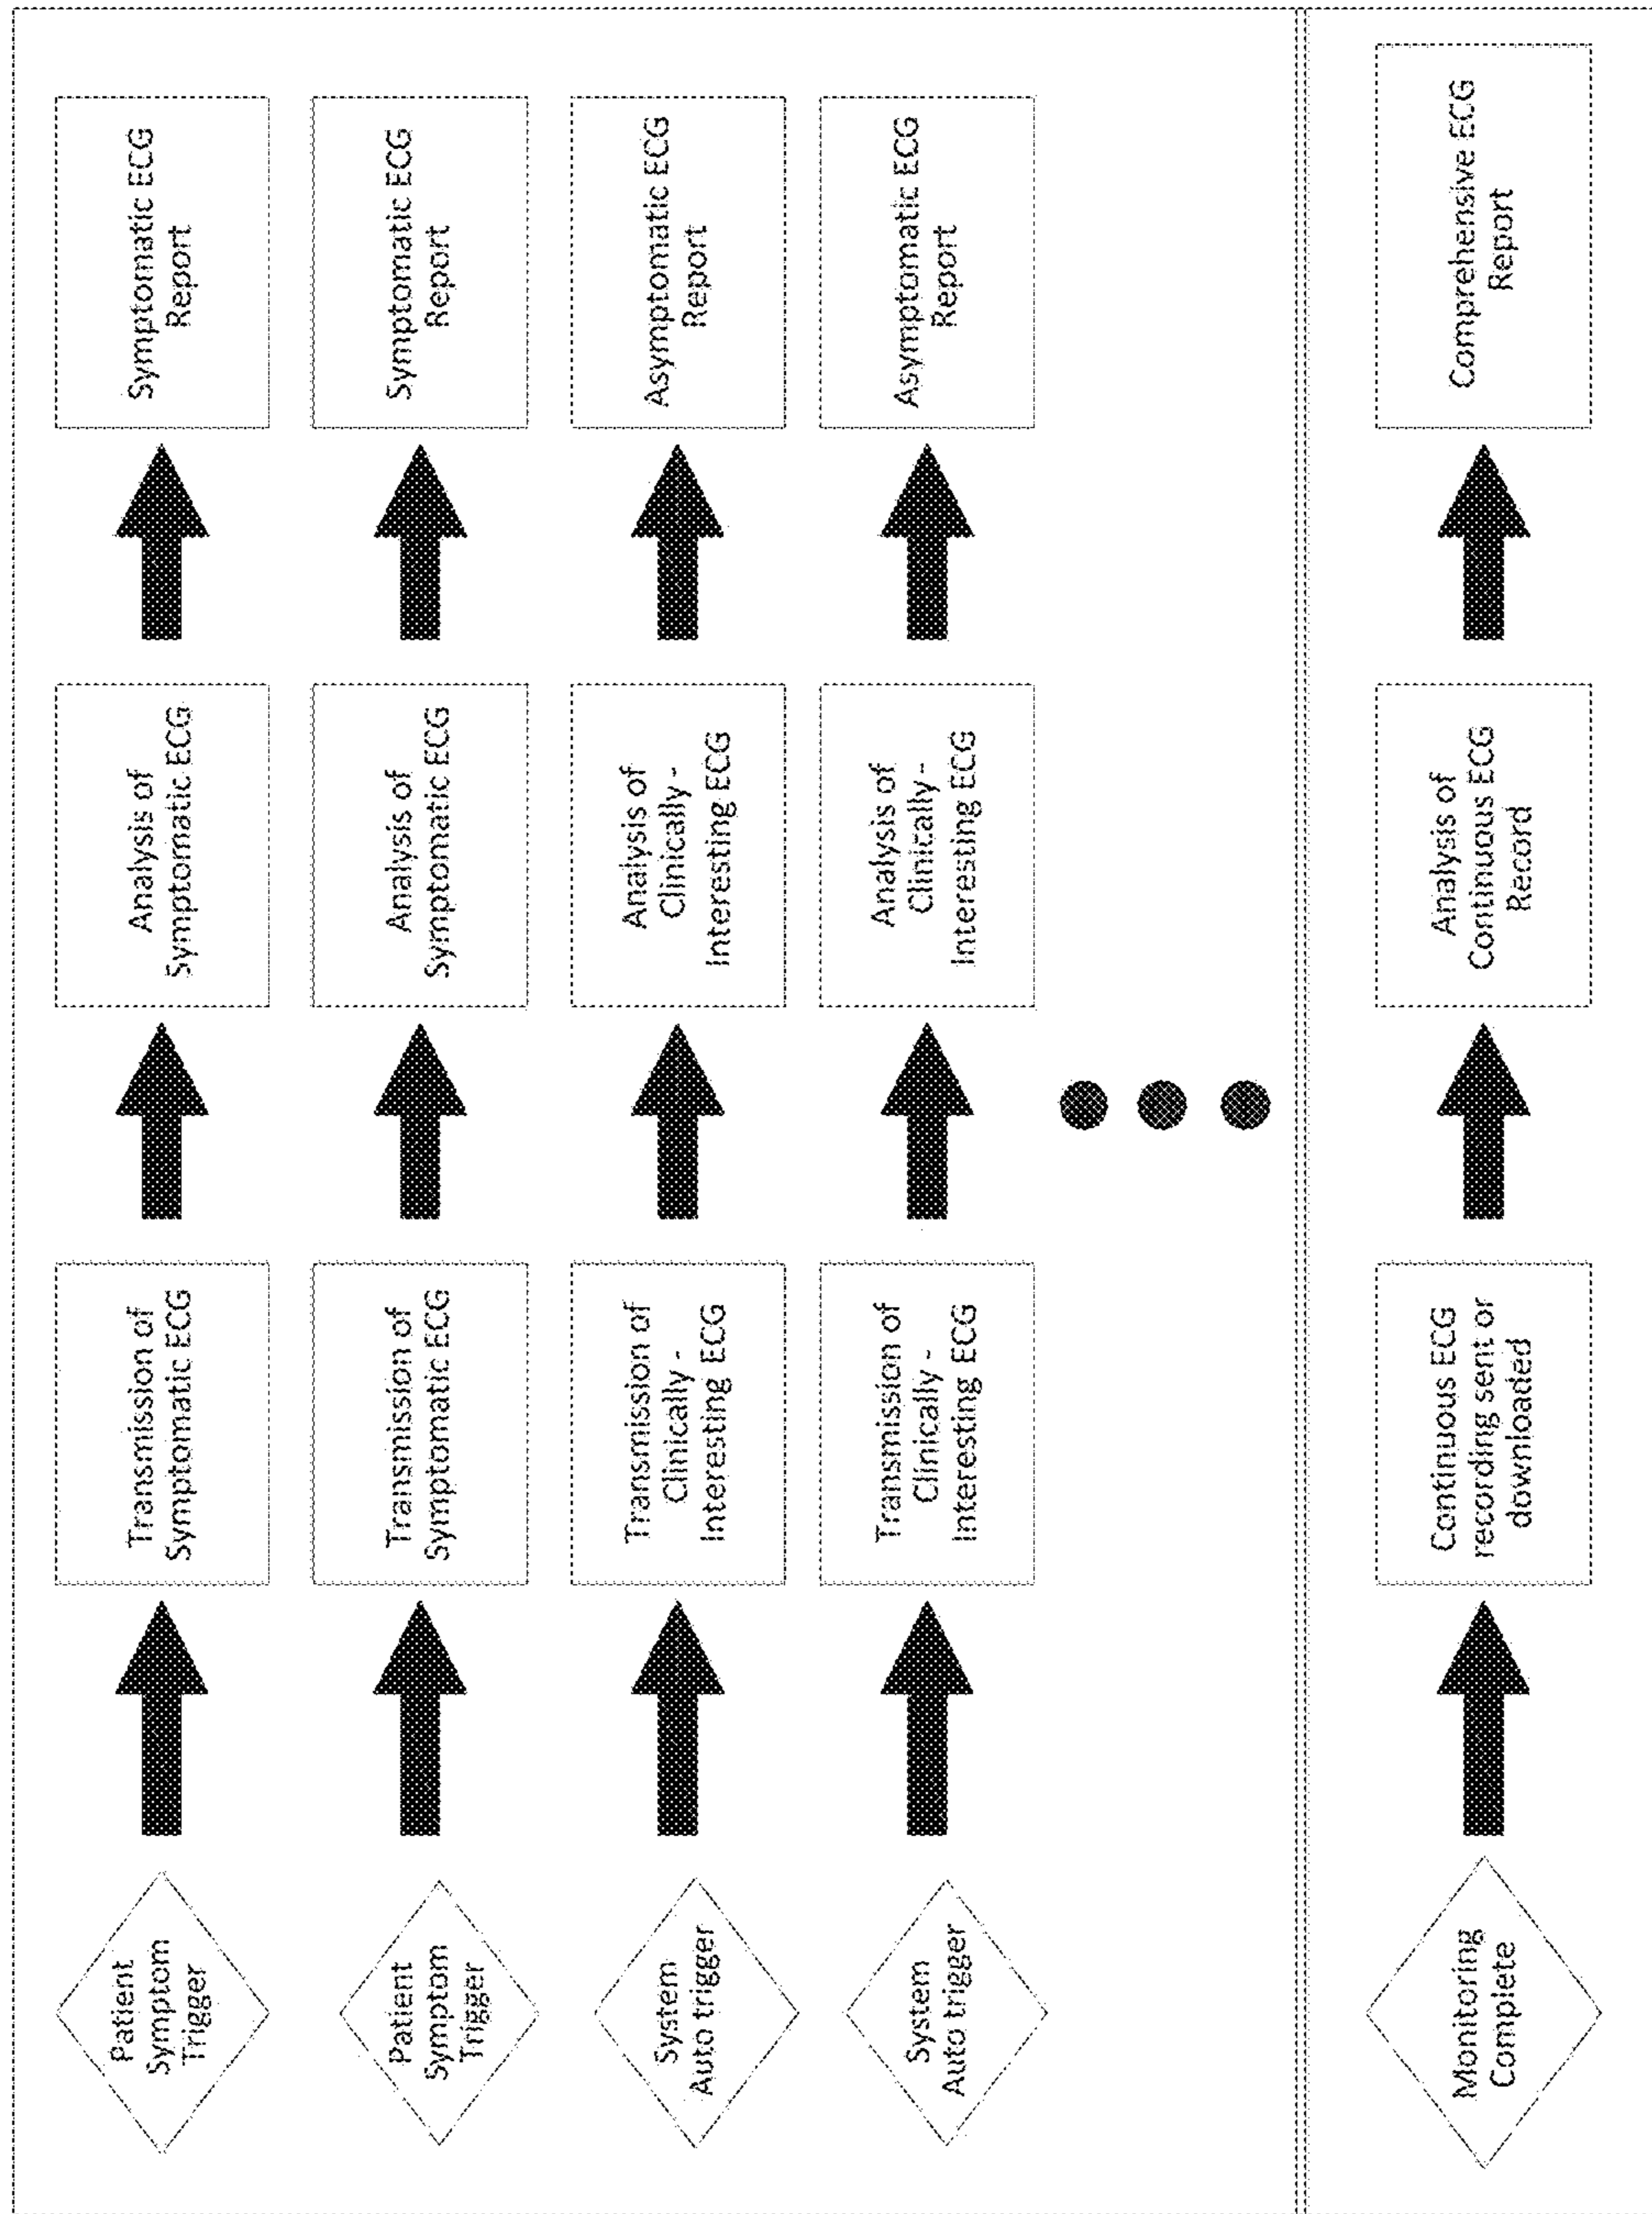 Patient
Symptom
Trigger
Transmission of
Symptomatic ECG
Analysis of
Symptomatic ECG
Symptomatic ECG
Report
Patient
Symptom
Trigger
Transmission of
Symptomatic ECG
Analysis of
Symptomatic ECG
Symptomatic ECG
Report
System
Auto trigger
Transmission of
Clinically -
Interesting ECG
Analysis of
Clinically -
Interesting ECG
Asymptomatic ECG
Report
System
Auto trigger
Transmission of
Clinically -
Interesting ECG
Analysis of
Clinically -
Interesting ECG
Asymptomatic ECG
Report
Monitoring
Complete
Continuous ECG
recording sent or
downloaded
Analysis of
Continuous ECG
Record
Comprehensive ECG
Report